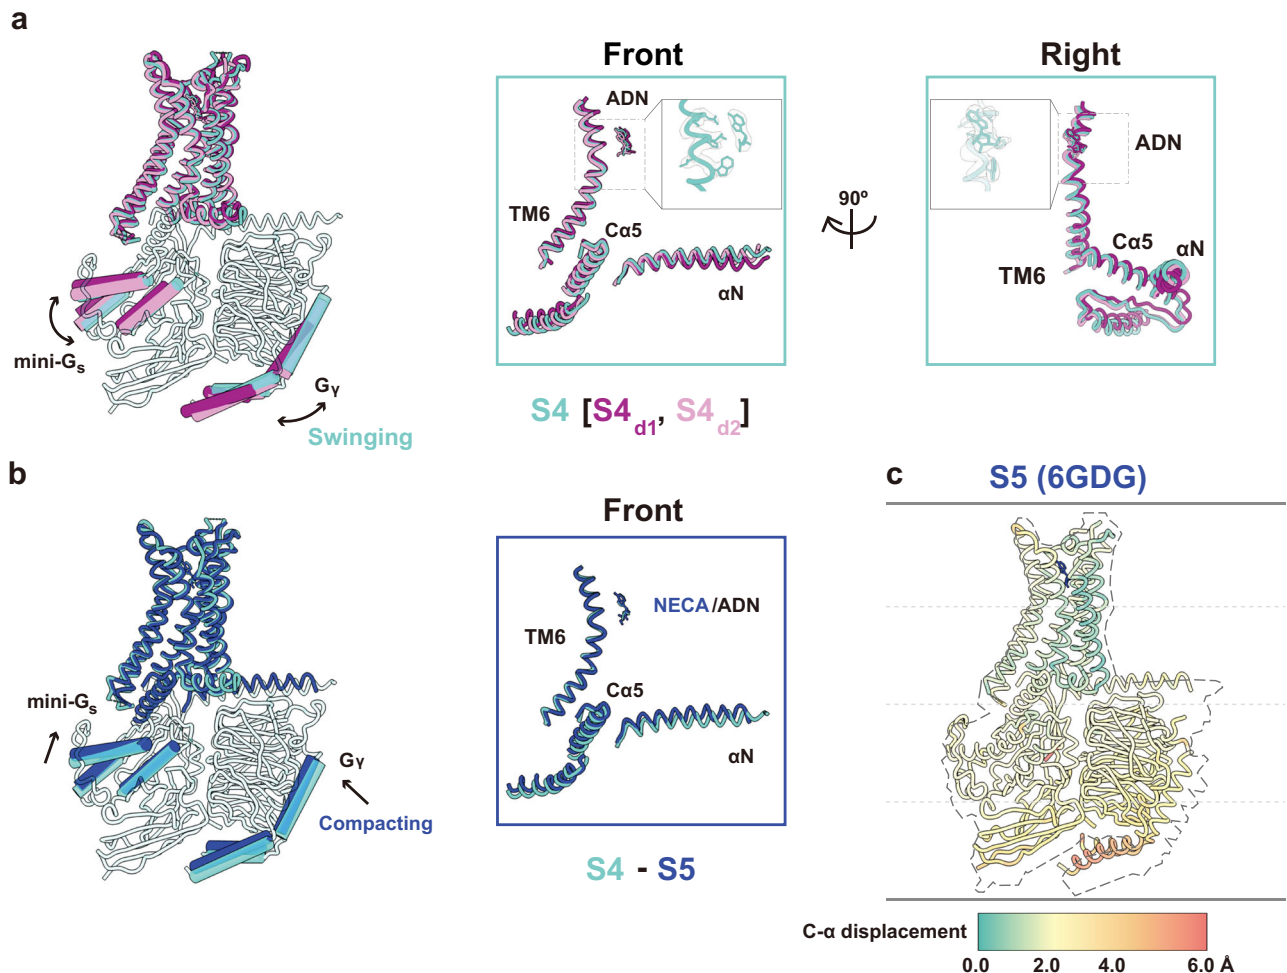 a
Front
Right
ADN
ADN
TM6
Cα5
αN
90º
Cα5
αN
TM6
mini-Gs
Gγ
Swinging
S4 [S4d1, S4d2]
b
c
S5 (6GDG)
Front
NECA/ADN
TM6
mini-Gs
Cα5
Gγ
αN
Compacting
S4 - S5
C-α displacement
0.0 2.0 4.0 6.0 Å